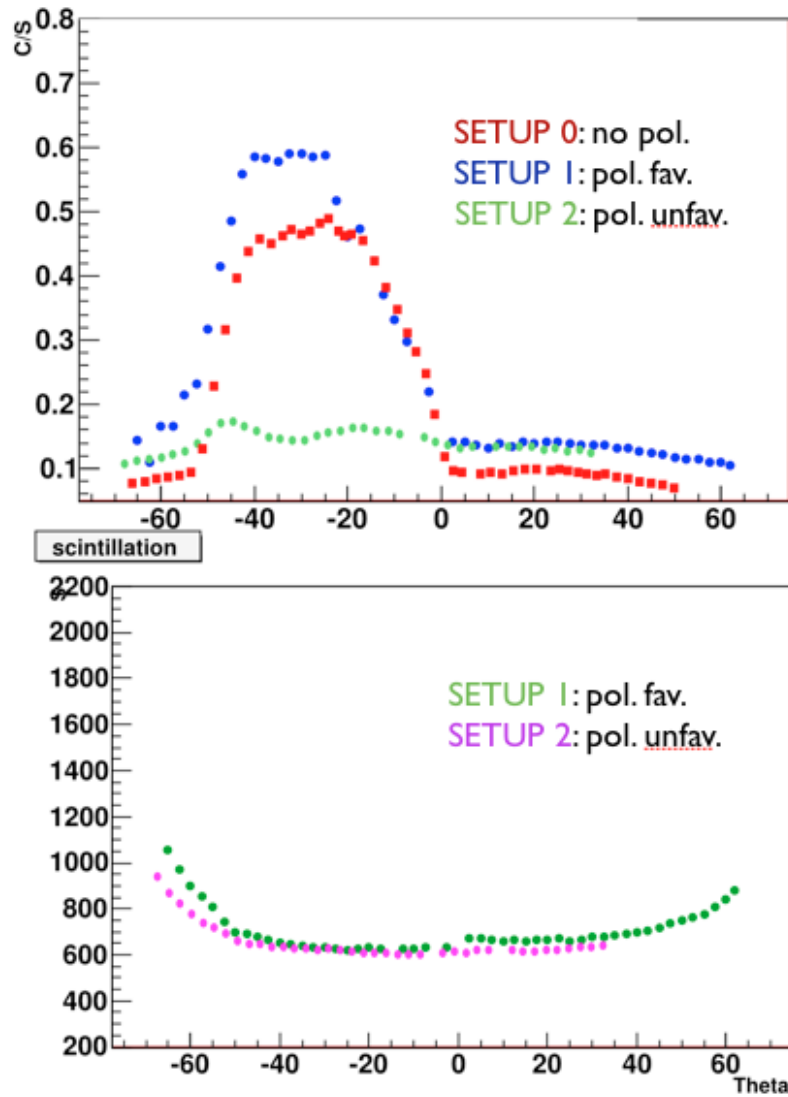 C/S
0.8
0.7
0.6
0.5
0.4
0.3
0.2
0.1
SETUP 0: no pol.
SETUP 1: pol. fav.
SETUP 2: pol. unfav.
-60 -40 -20 0 20 40 60
scintillation
S
2200
2000
1800
1600
1400
1200
1000
800
600
400
200
SETUP 1: pol. fav.
SETUP 2: pol. unfav.
-60 -40 -20 0 20 40 60
Theta